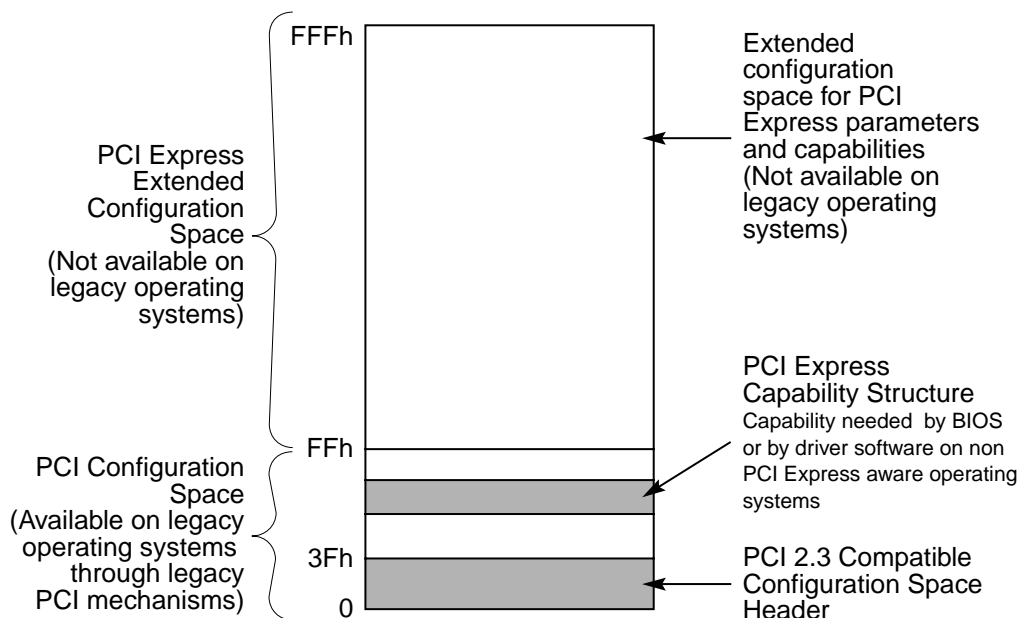 FFFh
PCI Express
Extended
Configuration
Space
(Not available on
legacy operating
systems)
Extended
configuration
space for PCI
Express parameters
and capabilities
(Not available on
legacy operating
systems)
FFh
PCI Configuration
Space
(Available on legacy
operating systems
through legacy
PCI mechanisms)
3Fh
0
PCI Express
Capability Structure
Capability needed by BIOS
or by driver software on non
PCI Express aware operating
systems
PCI 2.3 Compatible
Configuration Space
Header